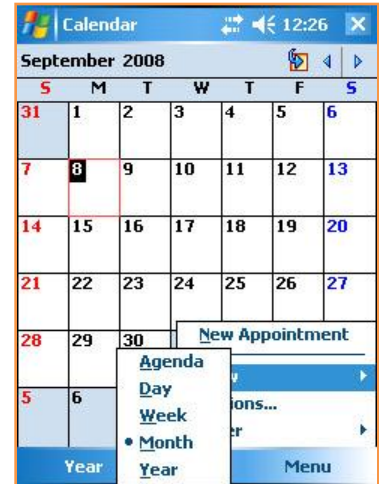 Calendar 12:26
September 2008
S M T W T F S
31 1 2 3 4 5 6
7 8 9 10 11 12 13
14 15 16 17 18 19 20
21 22 23 24 25 26 27
28 29 30 New Appointment
Agenda
Day
5 6 Week ions...
Month
Year
Year Menu